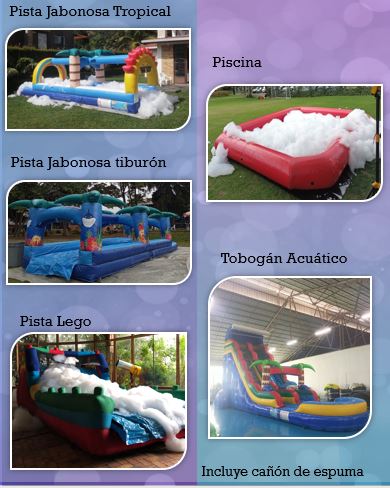 Pista Jabonosa Tropical
Piscina
Pista Jabonosa tiburón
Tobogán Acuático
Pista Lego
Incluye cañón de espuma